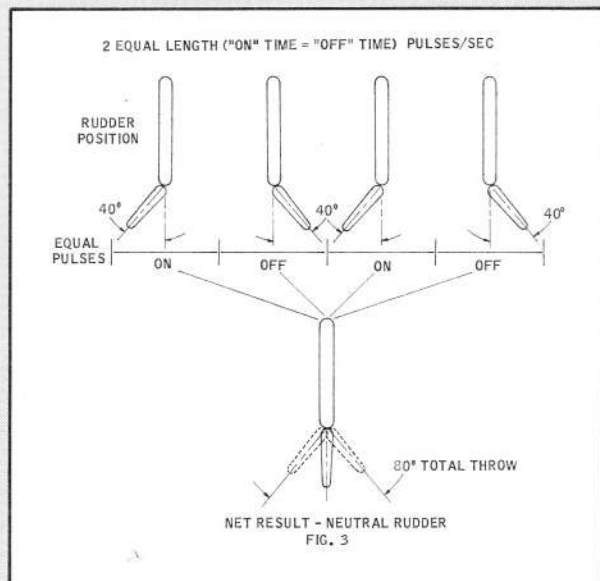 2 EQUAL LENGTH ("ON" TIME = "OFF" TIME) PULSES/SEC
RUDDER
POSITION
40° 40° 40°
EQUAL
PULSES
ON OFF ON OFF
80° TOTAL THROW
NET RESULT - NEUTRAL RUDDER
FIG. 3